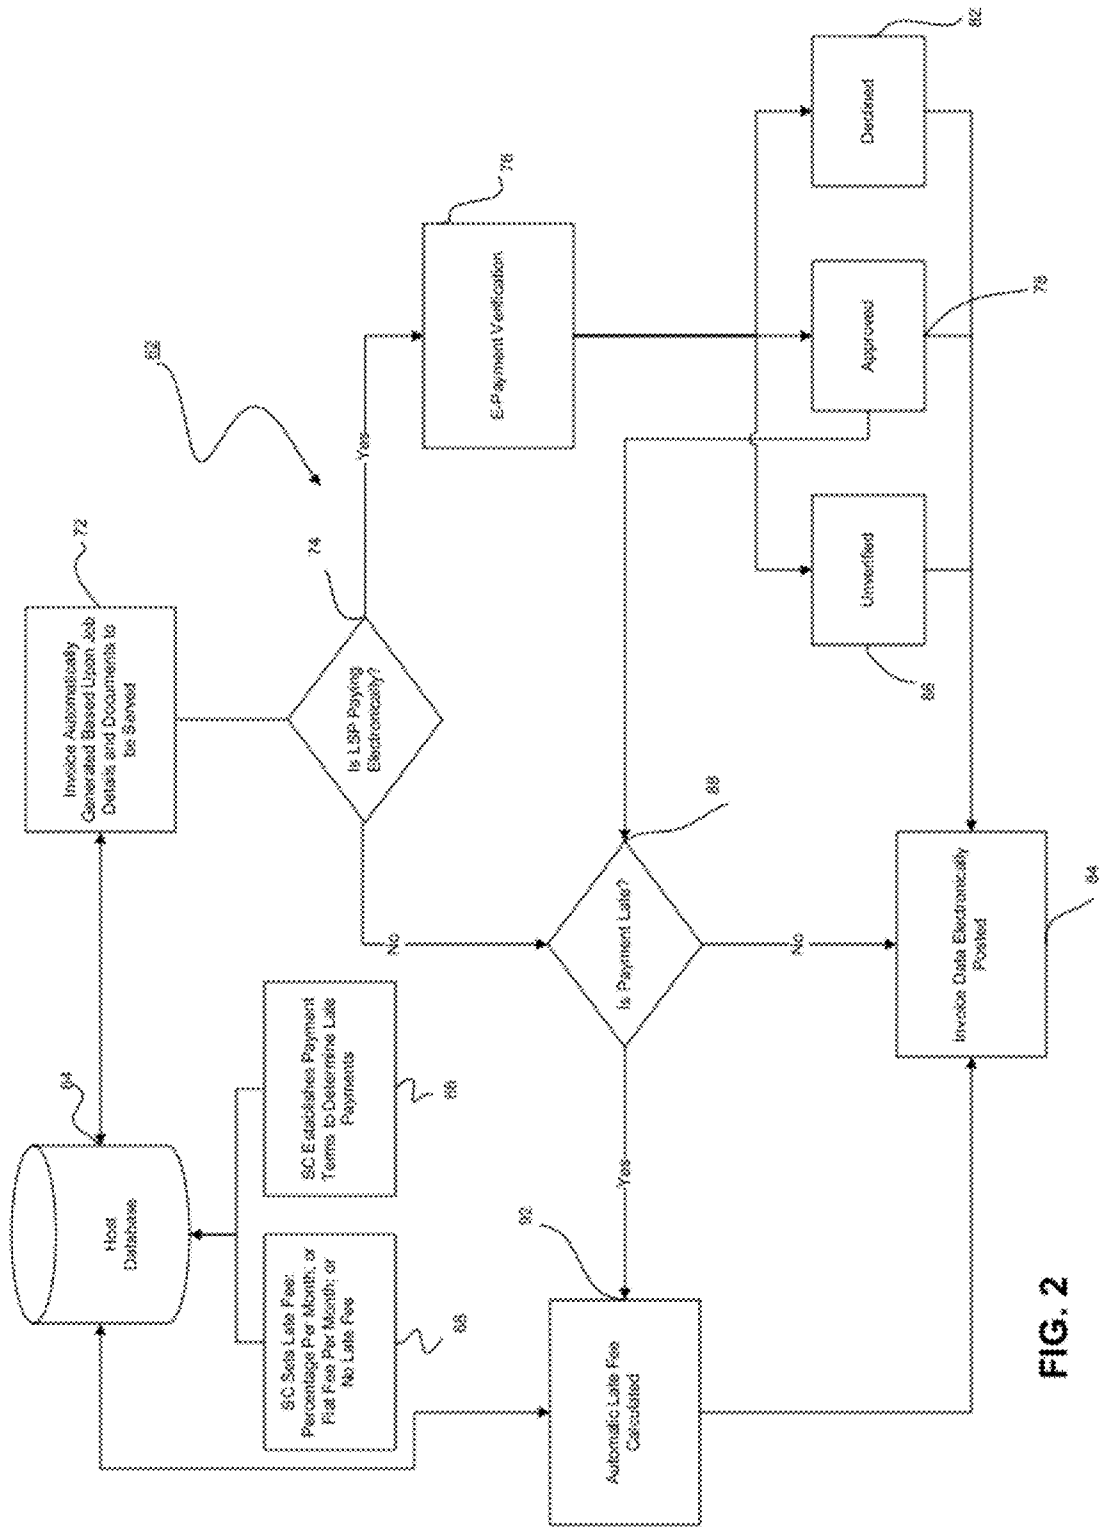 Host
Database
64
SC Sets Late Fee:
Percentage Per Month; or
Flat Fee Per Month; or
No Late Fee
SC Establishes Payment
Terms to Determine Late
Payments
Invoice Automatically
Generated Based Upon Job
Details and Documents to
be Served
72
Is LSP Paying
Electronically?
74
Yes
No
E-Payment Verification
76
Unverified
Approved
78
Declined
82
Is Payment Late?
88
Yes
No
Automatic Late Fee
Calculated
92
Invoice Data Electronically
Posted
84
FIG. 2